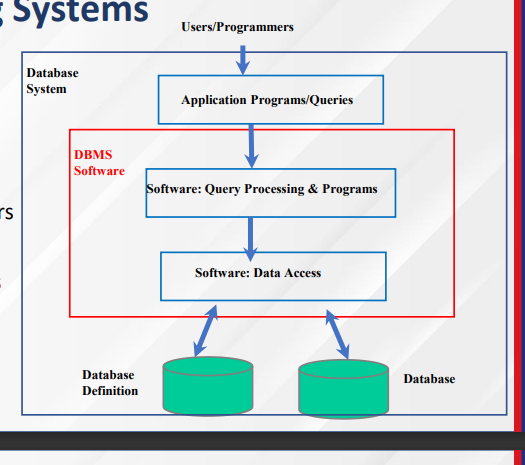 g Systems
Users/Programmers
Database
System
Application Programs/Queries
DBMS
Software
Software: Query Processing & Programs
rs
Software: Data Access
Database
Definition
Database